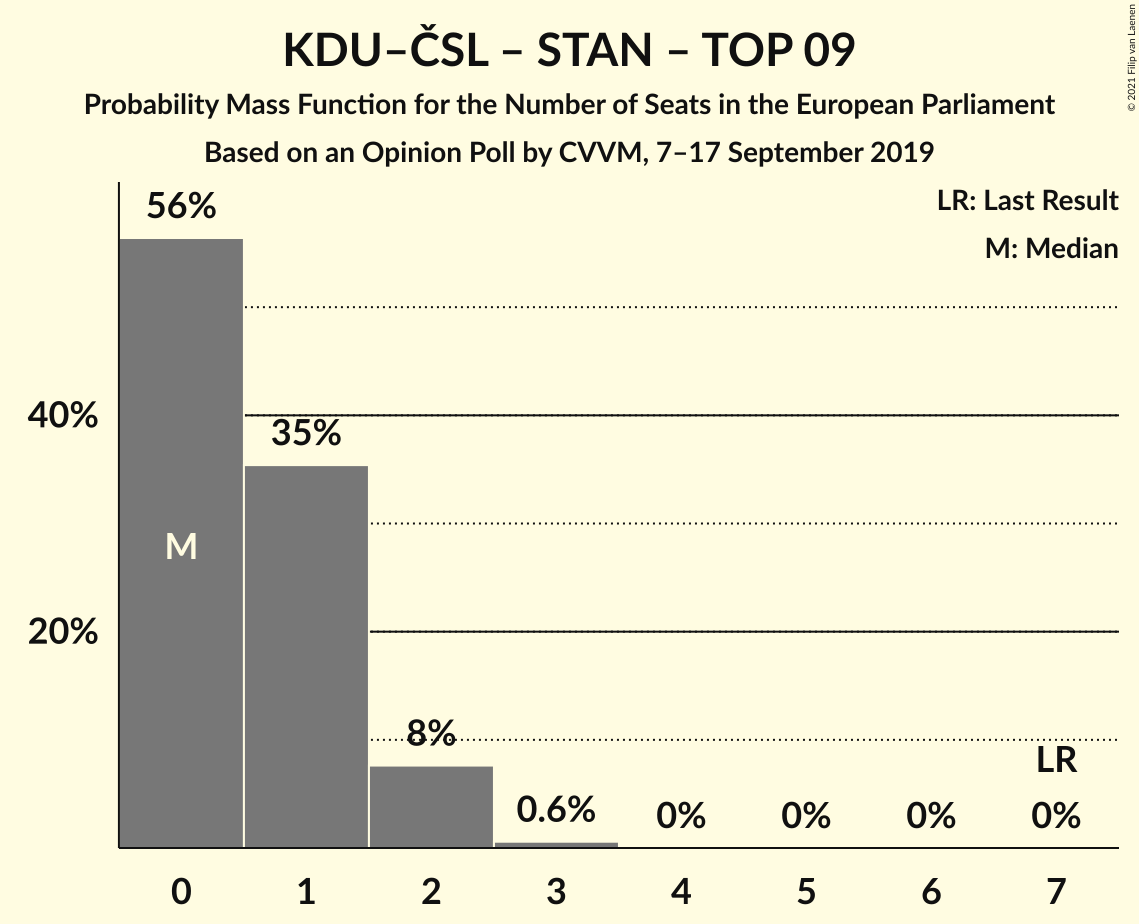 KDU–ČSL – STAN – TOP 09
Probability Mass Function for the Number of Seats in the European Parliament
Based on an Opinion Poll by CVVM, 7–17 September 2019
© 2021 Filip van Laenen
LR: Last Result
M: Median
56%
40%
35%
M
20%
8%
LR
0.6%
0%
0%
0%
0%
0
1
2
3
4
5
6
7